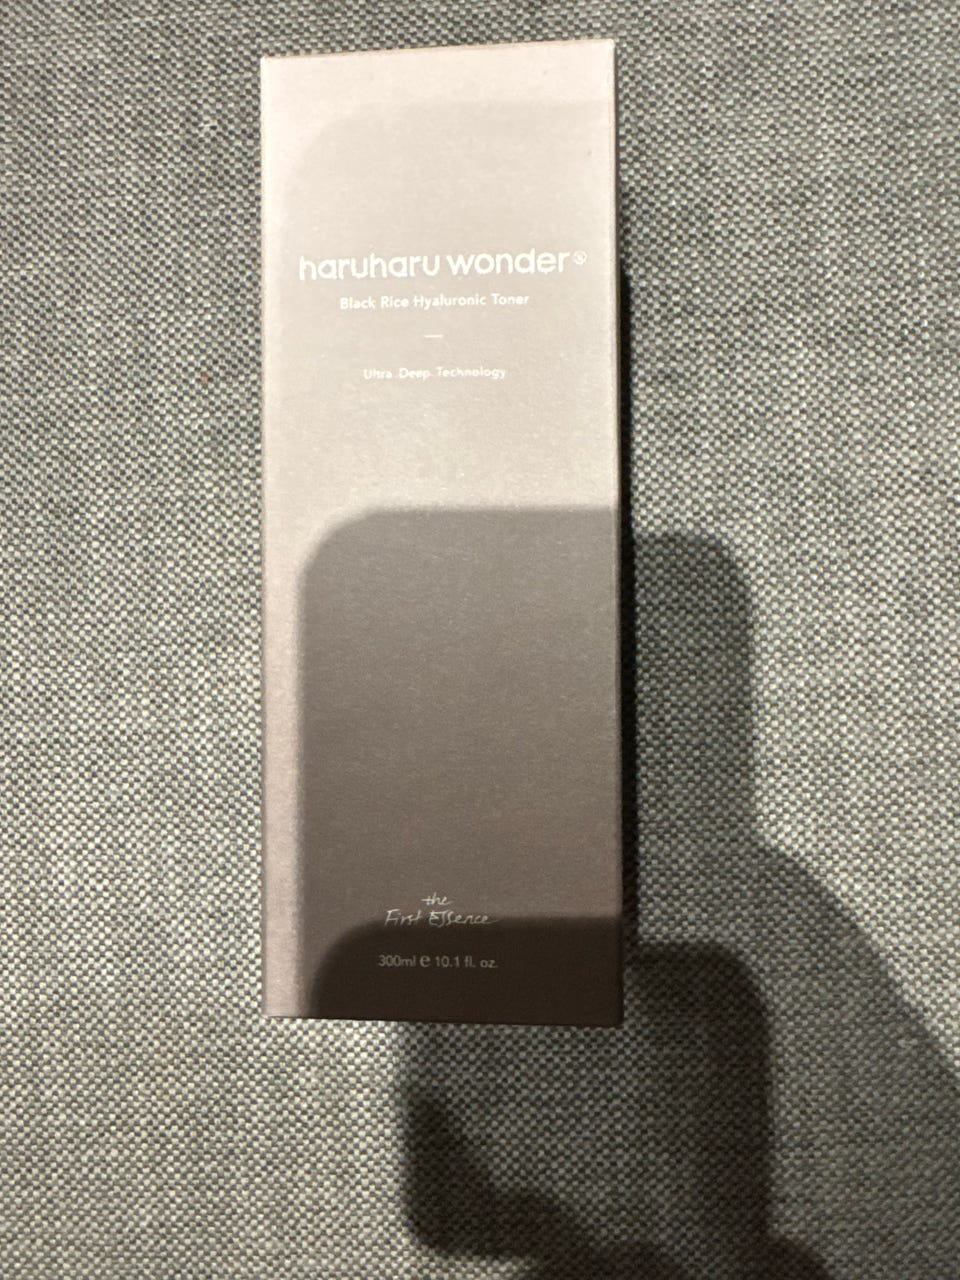 haruharu wonder®
Black Rice Hyaluronic Toner
Ultra Deep Technology
the
First Essence
300ml ℮ 10.1 fl. oz.